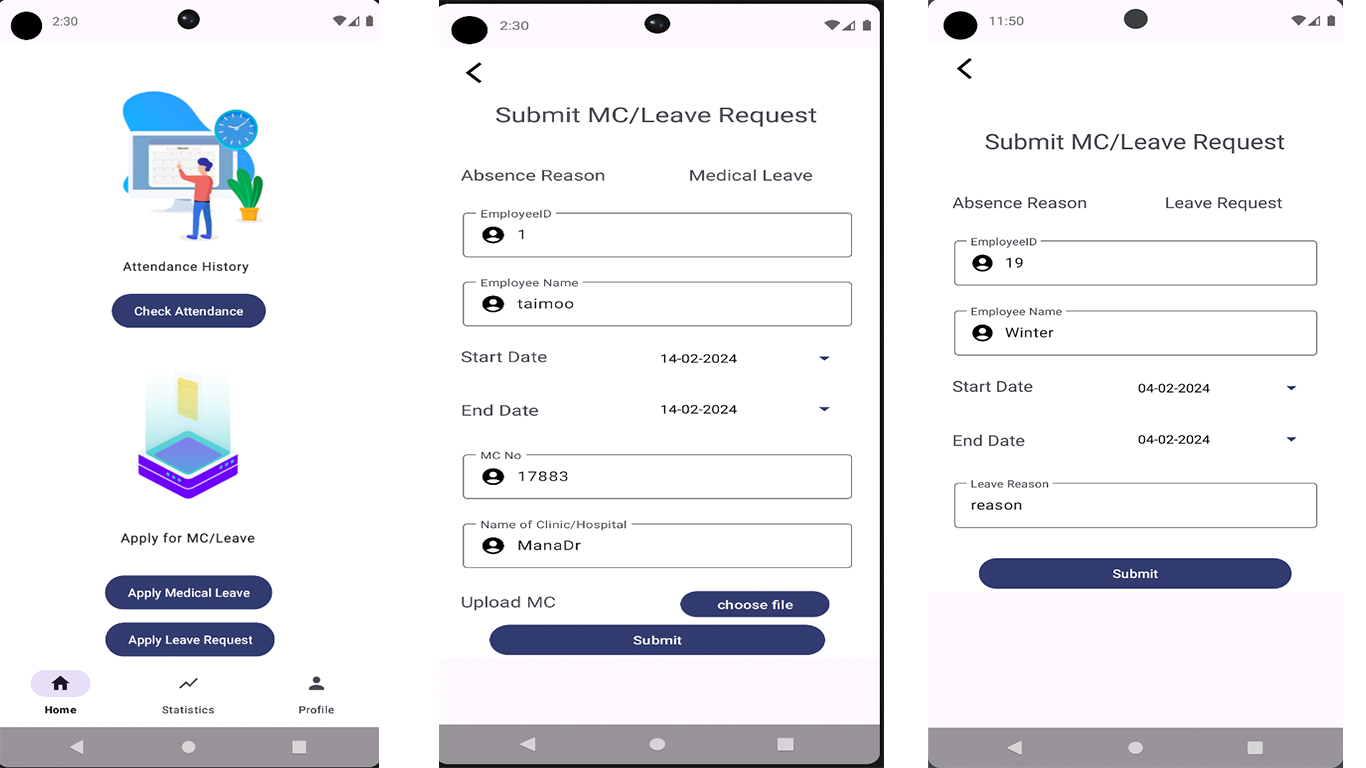 2:30
Attendance History
Check Attendance
Apply for MC/Leave
Apply Medical Leave
Apply Leave Request
Home Statistics Profile
2:30
Submit MC/Leave Request
Absence Reason Medical Leave
EmployeeID
1
Employee Name
taimoo
Start Date 14-02-2024
End Date 14-02-2024
MC No
17883
Name of Clinic/Hospital
ManaDr
Upload MC choose file
Submit
11:50
Submit MC/Leave Request
Absence Reason Leave Request
EmployeeID
19
Employee Name
Winter
Start Date 04-02-2024
End Date 04-02-2024
Leave Reason
reason
Submit